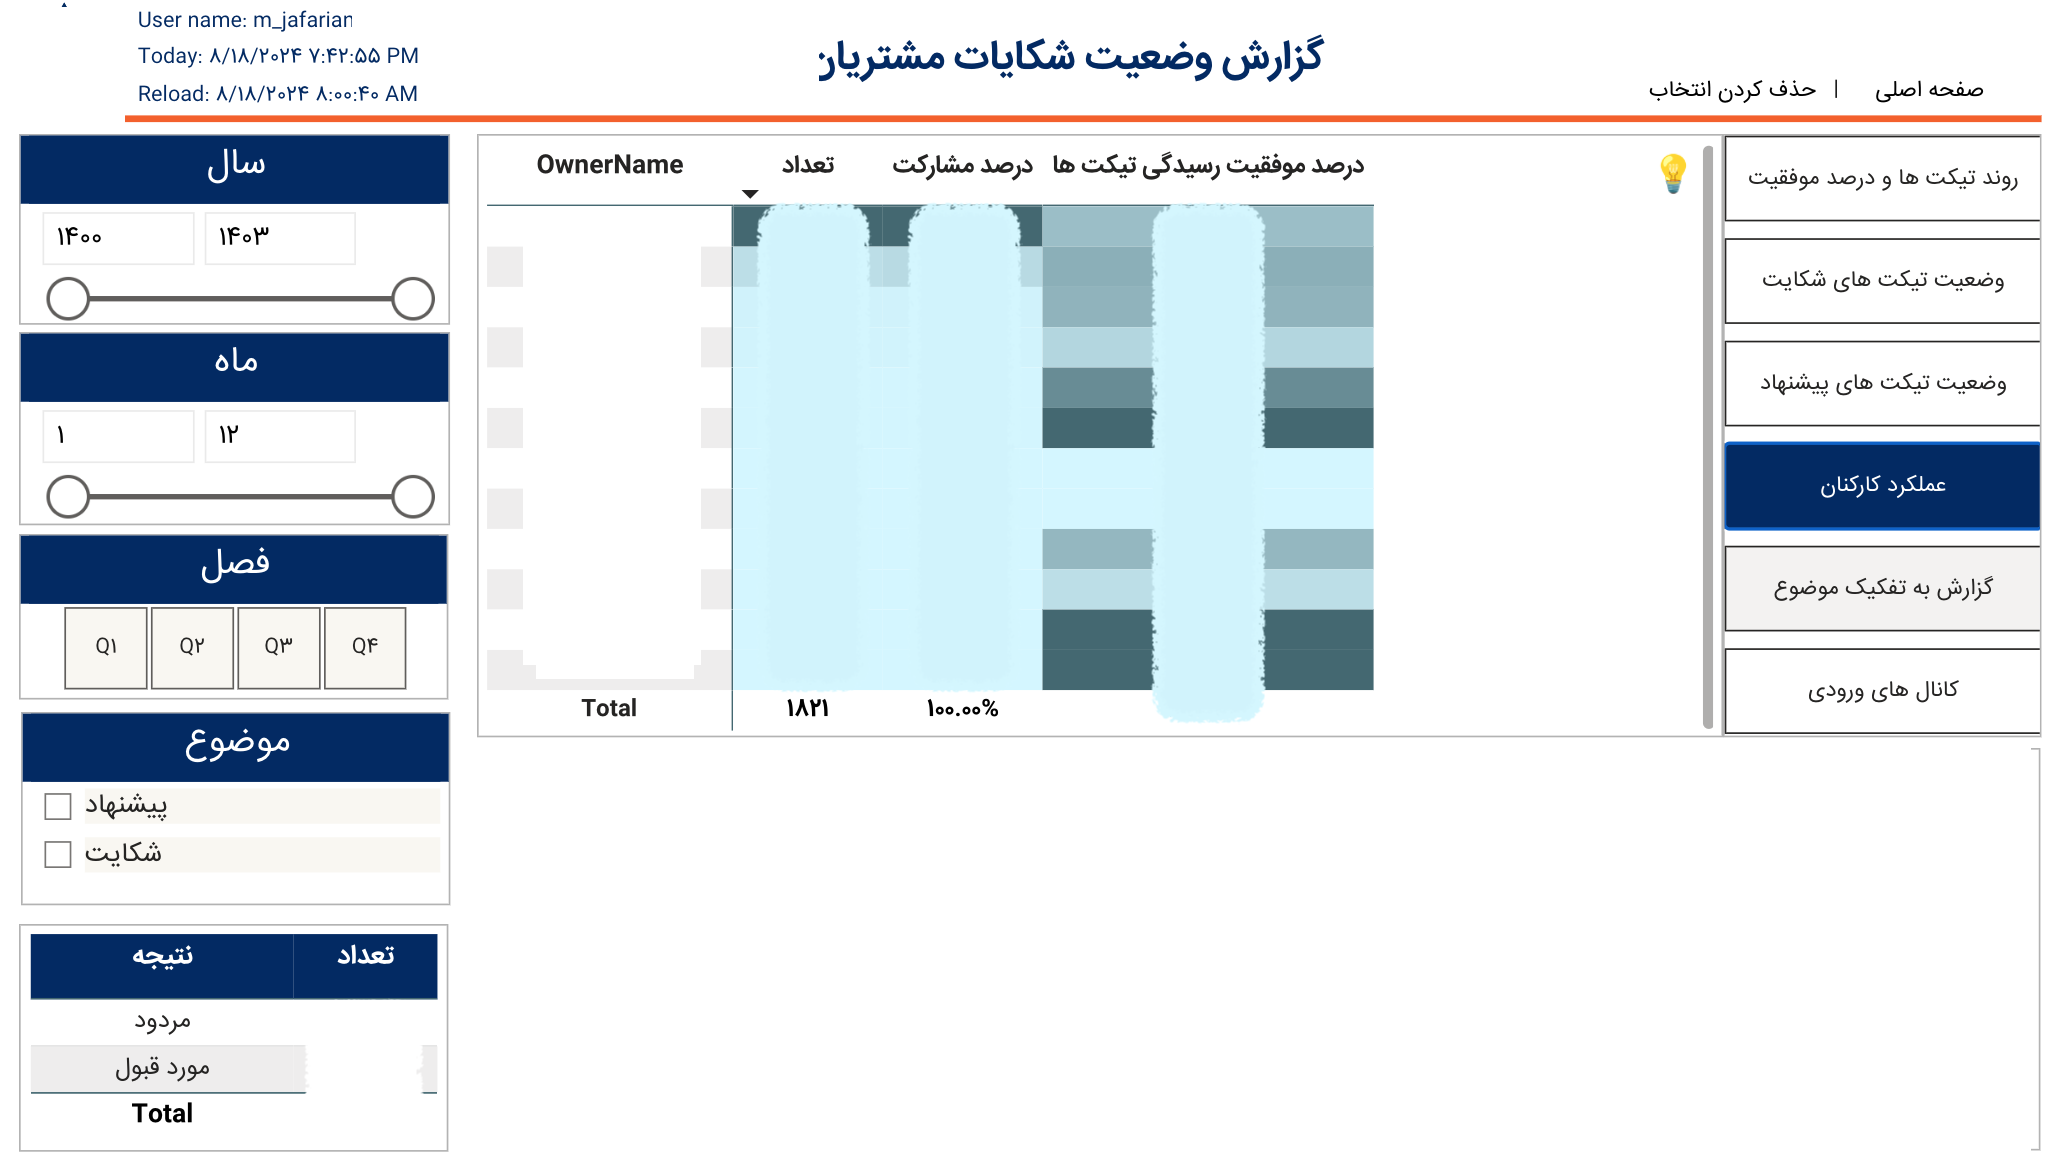 User name: m_jafarian
Today: ۸/۱۸/۲۰۲۴ ۷:۴۲:۵۵ PM
Reload: ۸/۱۸/۲۰۲۴ ۸:۰۰:۴۰ AM
گزارش وضعیت شکایات مشتریان
صفحه اصلی | حذف کردن انتخاب
سال
۱۴۰۰ ۱۴۰۳
ماه
۱ ۱۲
فصل
Q۱ Q۲ Q۳ Q۴
موضوع
پیشنهاد
شکایت
نتیجه تعداد
مردود
مورد قبول
Total
OwnerName تعداد درصد مشارکت درصد موفقیت رسیدگی تیکت ها
Total ۱۸۲۱ ۱۰۰.۰۰%
روند تیکت ها و درصد موفقیت
وضعیت تیکت های شکایت
وضعیت تیکت های پیشنهاد
عملکرد کارکنان
گزارش به تفکیک موضوع
کانال های ورودی